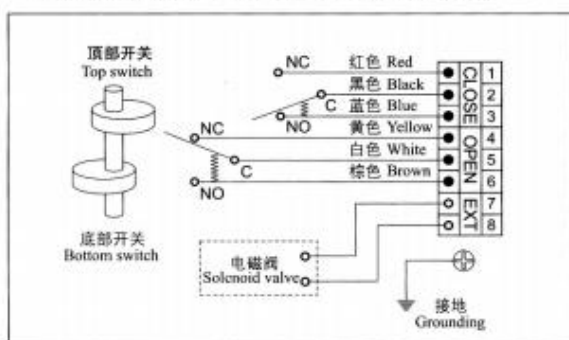 顶部开关
Top switch
底部开关
Bottom switch
NC
C
NO
NC
C
NO
红色 Red
黑色 Black
蓝色 Blue
黄色 Yellow
白色 White
棕色 Brown
CLOSE
OPEN
EXT
1
2
3
4
5
6
7
8
电磁阀
Solenoid valve
接地
Grounding